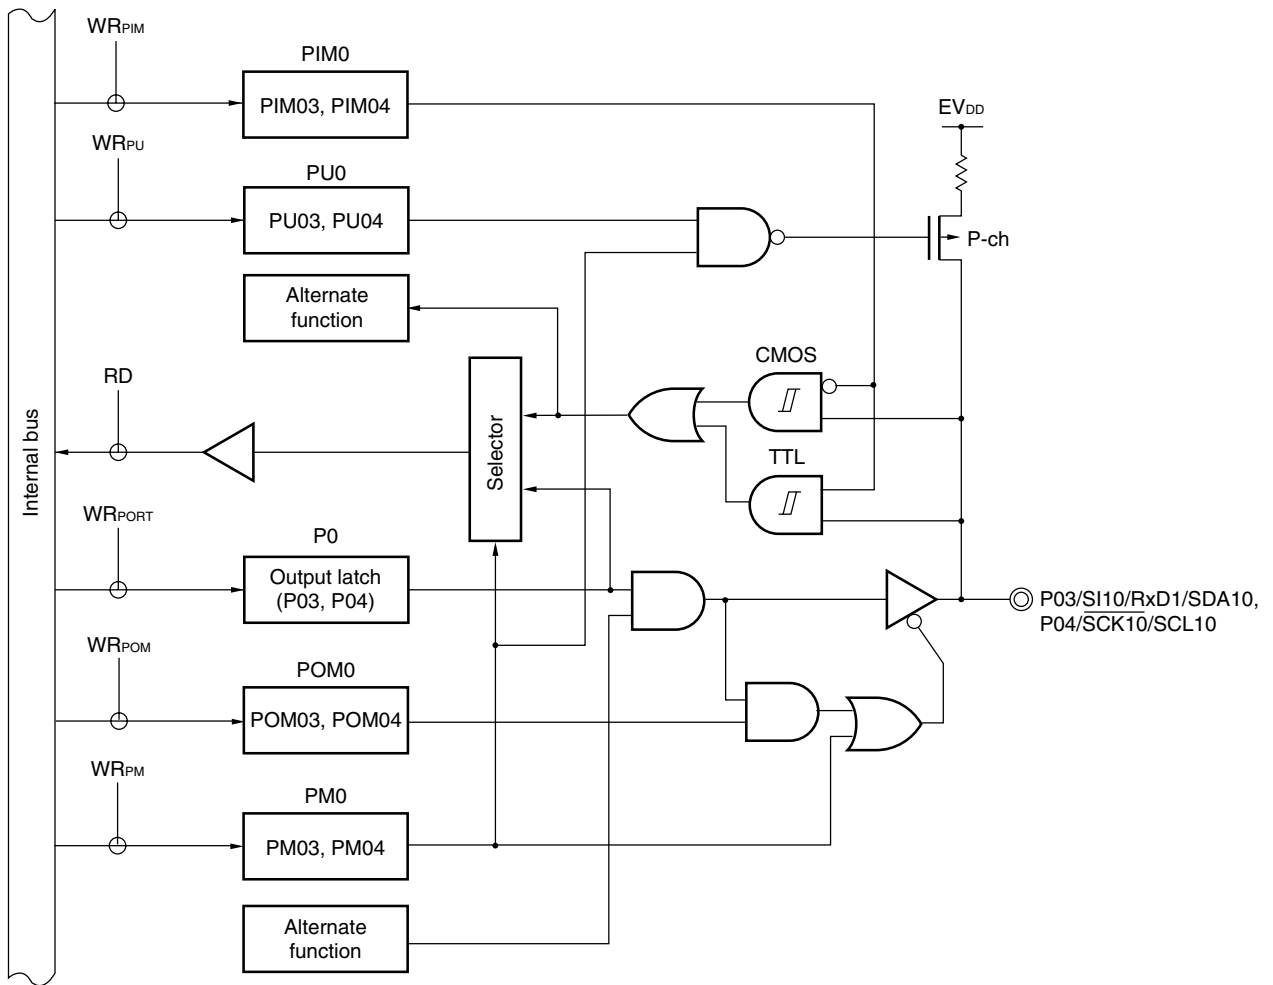 WRPIM
PIM0
PIM03, PIM04
EVDD
WRPU
PU0
PU03, PU04
P-ch
Alternate
function
CMOS
RD
Selector
TTL
Internal bus
WRPORT
P0
Output latch
(P03, P04)
P03/SI10/RxD1/SDA10,
P04/S̅C̅K̅1̅0̅/SCL10
WRPOM
POM0
POM03, POM04
WRPM
PM0
PM03, PM04
Alternate
function